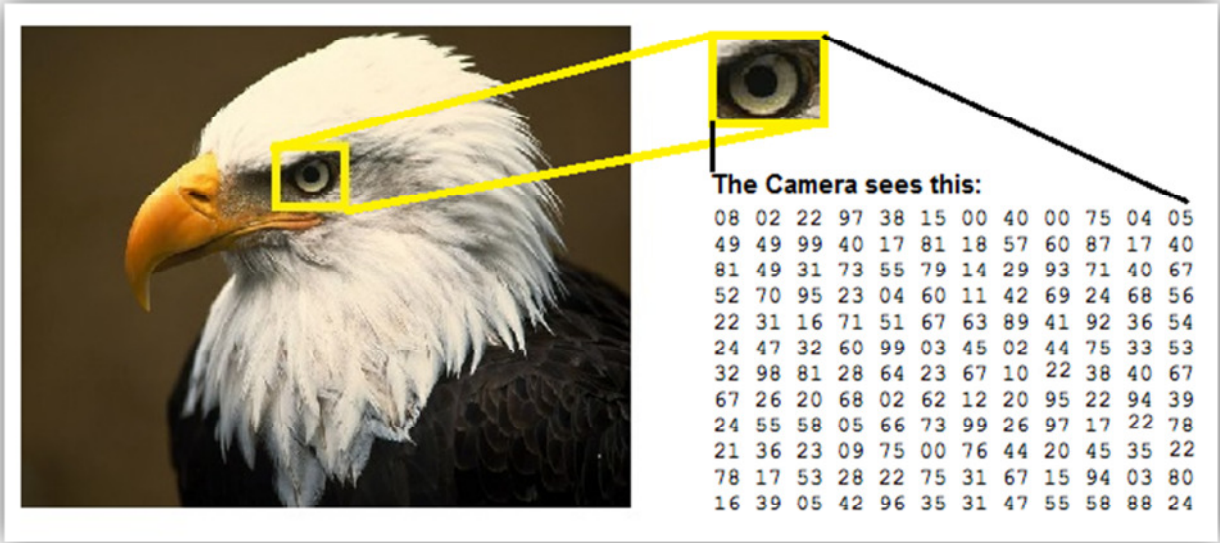 The Camera sees this:
08 02 22 97 38 15 00 40 00 75 04 05
49 49 99 40 17 81 18 57 60 87 17 40
81 49 31 73 55 79 14 29 93 71 40 67
52 70 95 23 04 60 11 42 69 24 68 56
22 31 16 71 51 67 63 89 41 92 36 54
24 47 32 60 99 03 45 02 44 75 33 53
32 98 81 28 64 23 67 10 22 38 40 67
67 26 20 68 02 62 12 20 95 22 94 39
24 55 58 05 66 73 99 26 97 17 22 78
21 36 23 09 75 00 76 44 20 45 35 22
78 17 53 28 22 75 31 67 15 94 03 80
16 39 05 42 96 35 31 47 55 58 88 24